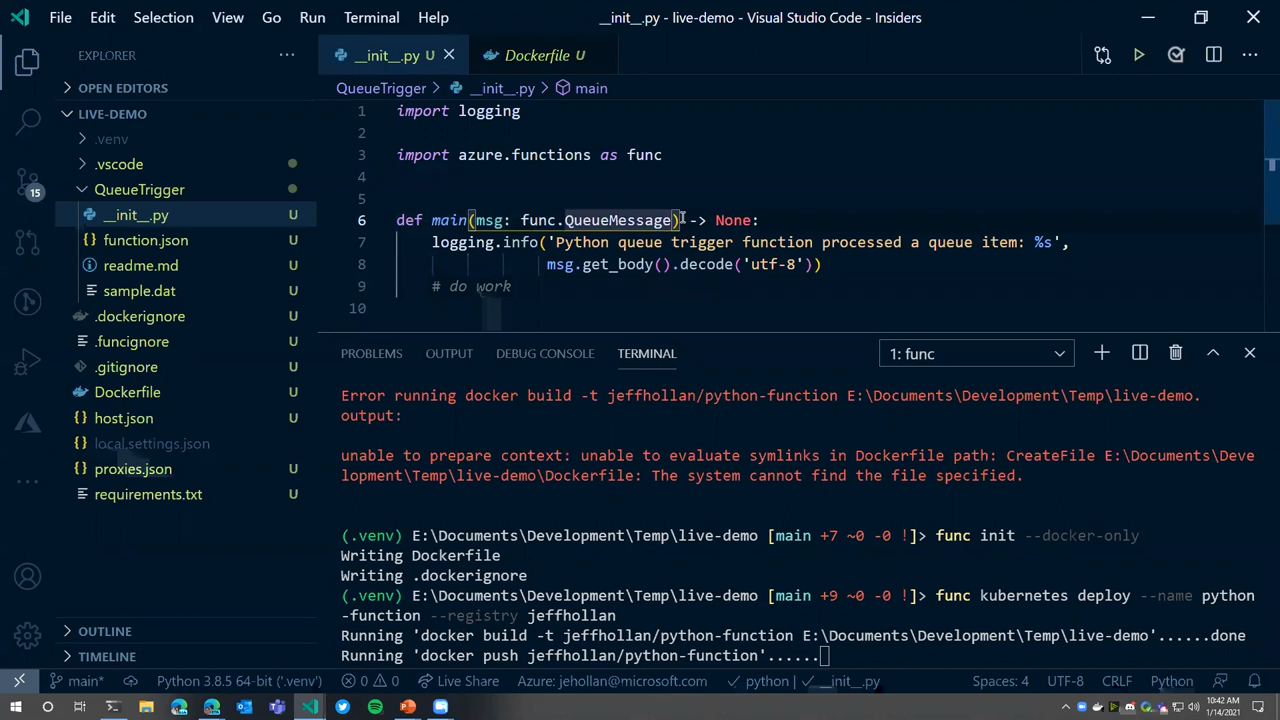 File Edit Selection View Go Run Terminal Help __init__.py - live-demo - Visual Studio Code - Insiders
EXPLORER
__init__.py U
Dockerfile U
OPEN EDITORS
QueueTrigger > __init__.py > main
LIVE-DEMO
.venv
.vscode
QueueTrigger
__init__.py U
function.json U
readme.md U
sample.dat U
.dockerignore U
.funcignore U
.gitignore U
Dockerfile U
host.json U
local.settings.json
proxies.json U
requirements.txt U
OUTLINE
TIMELINE
15
1 import logging
2
3 import azure.functions as func
4
5
6 def main(msg: func.QueueMessage) -> None:
7 logging.info('Python queue trigger function processed a queue item: %s',
8 msg.get_body().decode('utf-8'))
9 # do work
10
PROBLEMS OUTPUT DEBUG CONSOLE TERMINAL 1: func
Error running docker build -t jeffhollan/python-function E:\Documents\Development\Temp\live-demo.
output:
unable to prepare context: unable to evaluate symlinks in Dockerfile path: CreateFile E:\Documents\Deve
lopment\Temp\live-demo\Dockerfile: The system cannot find the file specified.
(.venv) E:\Documents\Development\Temp\live-demo [main +7 ~0 -0 !]> func init --docker-only
Writing Dockerfile
Writing .dockerignore
(.venv) E:\Documents\Development\Temp\live-demo [main +9 ~0 -0 !]> func kubernetes deploy --name python
-function --registry jeffhollan
Running 'docker build -t jeffhollan/python-function E:\Documents\Development\Temp\live-demo'......done
Running 'docker push jeffhollan/python-function'......
main* Python 3.8.5 64-bit ('.venv') 0 0 Live Share Azure: jehollan@microsoft.com python | __init__.py Spaces: 4 UTF-8 CRLF Python
10:42 AM
1/14/2021